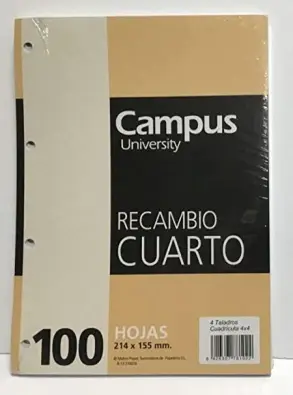 Campus
University
RECAMBIO
CUARTO
100 HOJAS
214 x 155 mm.
4 Taladros
Cuadrícula 4x4